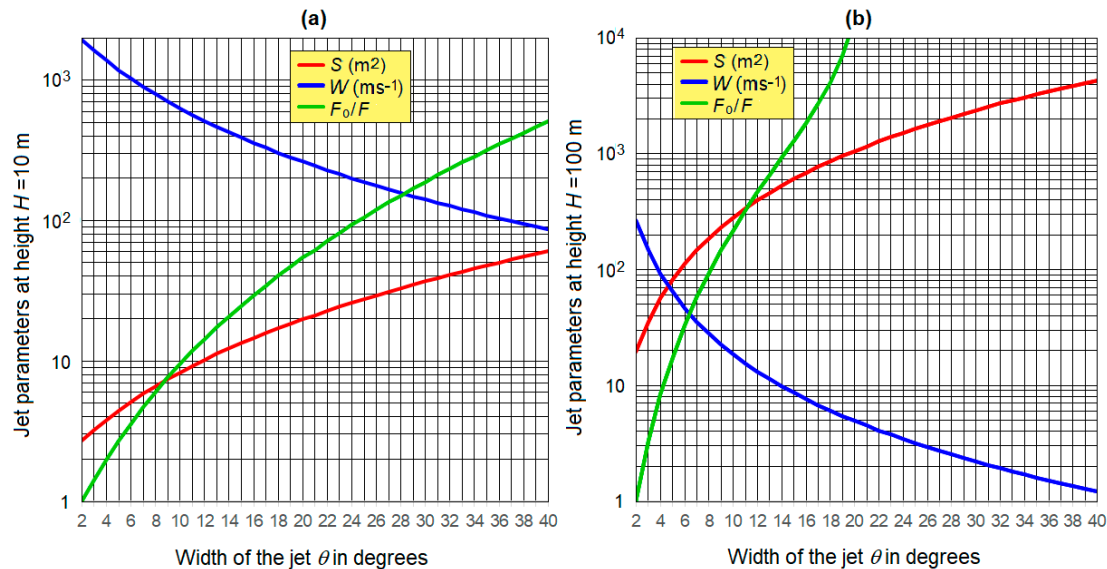 (a)
Jet parameters at height H =10 m
10³
10²
10
1
S (m2)
W (ms-¹)
F₀/F
2 4 6 8 10 12 14 16 18 20 22 24 26 28 30 32 34 36 38 40
Width of the jet θ in degrees
(b)
Jet parameters at height H =100 m
10⁴
10³
10²
10
1
S (m2)
W (ms-¹)
F₀/F
2 4 6 8 10 12 14 16 18 20 22 24 26 28 30 32 34 36 38 40
Width of the jet θ in degrees